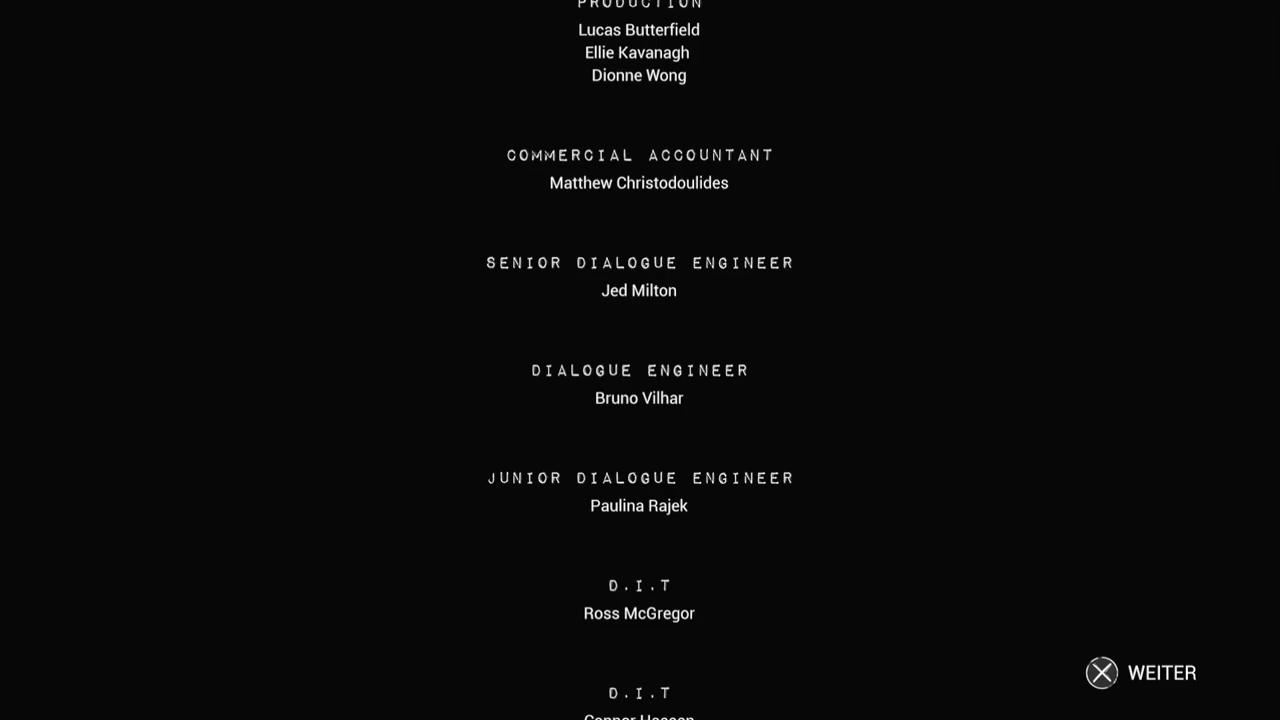 PRODUCTION
Lucas Butterfield
Ellie Kavanagh
Dionne Wong
COMMERCIAL ACCOUNTANT
Matthew Christodoulides
SENIOR DIALOGUE ENGINEER
Jed Milton
DIALOGUE ENGINEER
Bruno Vilhar
JUNIOR DIALOGUE ENGINEER
Paulina Rajek
D.I.T
Ross McGregor
WEITER
D.I.T